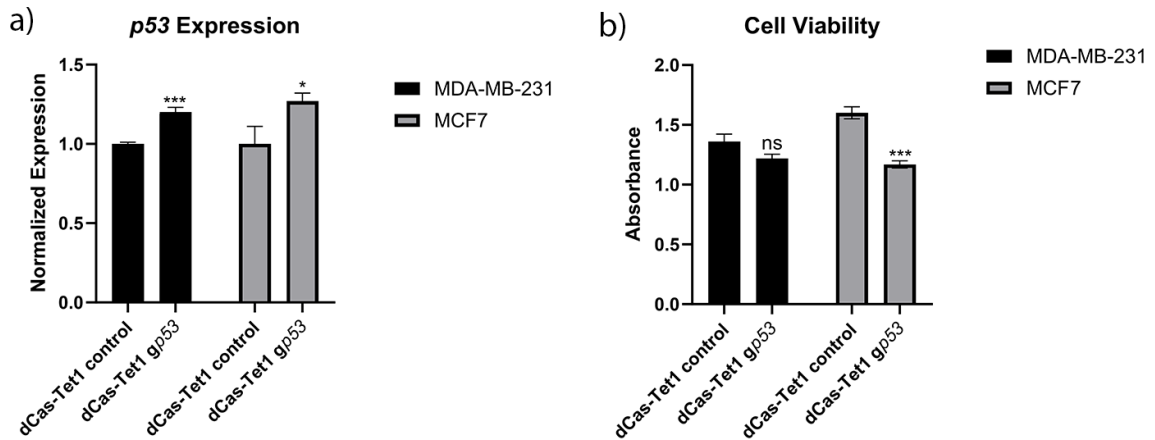 a)
p53 Expression
Normalized Expression
1.5
1.0
0.5
0.0
***
*
dCas-Tet1 control
dCas-Tet1 gp53
dCas-Tet1 control
dCas-Tet1 gp53
MDA-MB-231
MCF7
b)
Cell Viability
Absorbance
2.0
1.5
1.0
0.5
0.0
ns
***
dCas-Tet1 control
dCas-Tet1 gp53
dCas-Tet1 control
dCas-Tet1 gp53
MDA-MB-231
MCF7